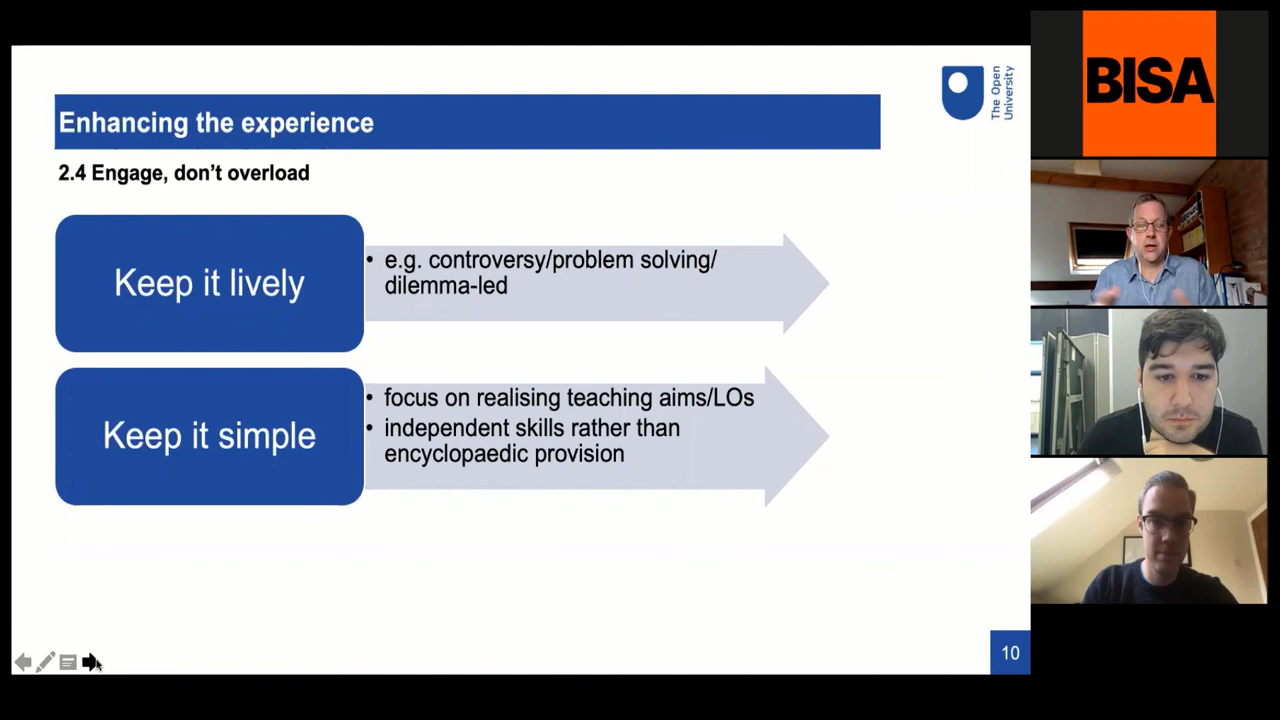 Enhancing the experience
The Open
University
2.4 Engage, don't overload
Keep it lively
• e.g. controversy/problem solving/
dilemma-led
Keep it simple
• focus on realising teaching aims/LOs
• independent skills rather than
encyclopaedic provision
10
BISA